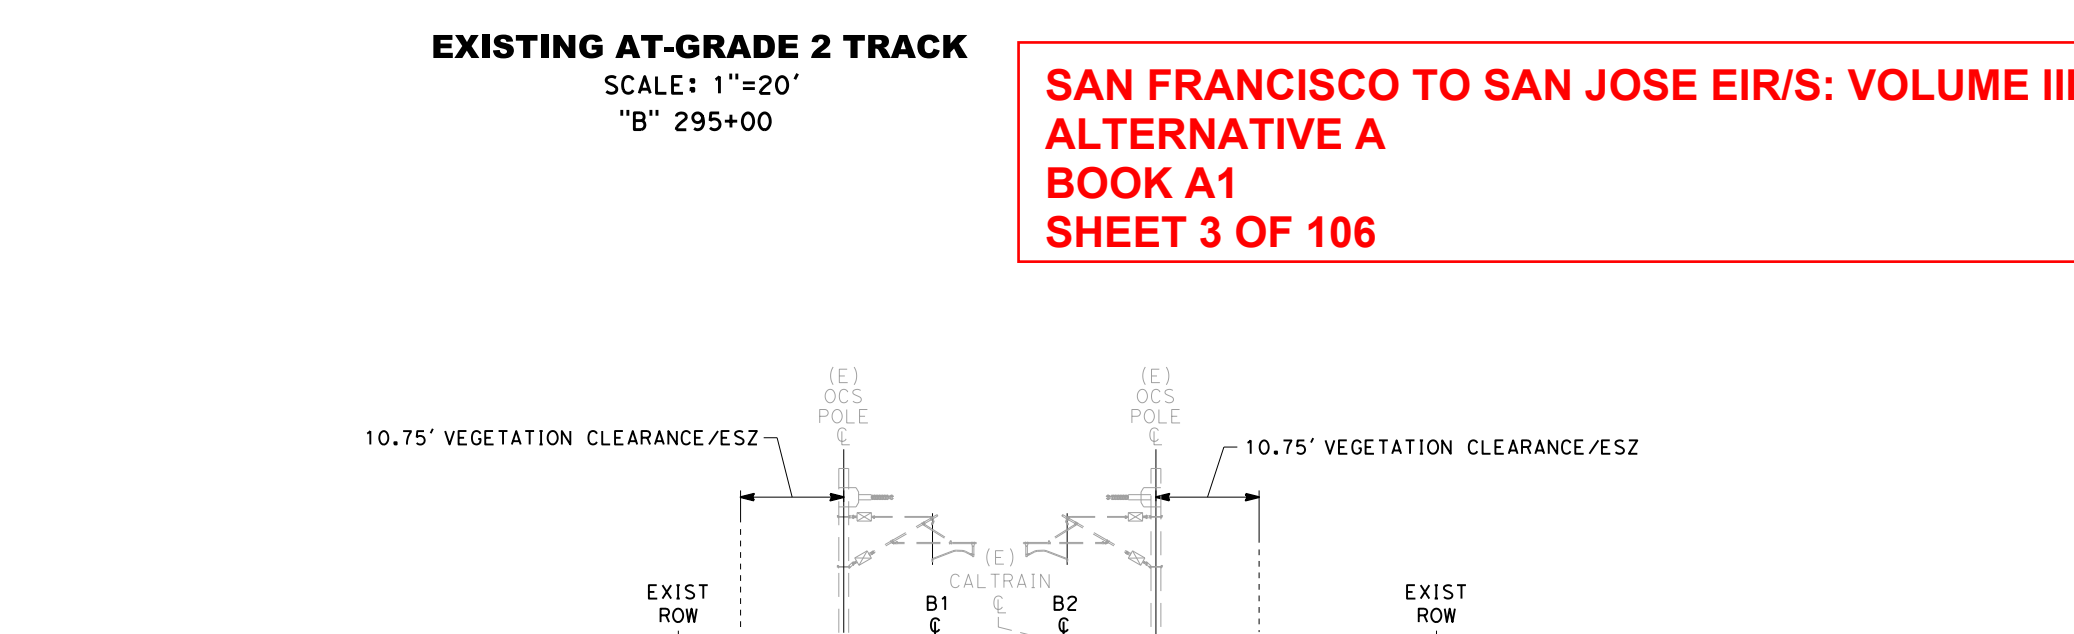 EXISTING AT-GRADE 2 TRACK
SCALE: 1"=20'
"B" 295+00
SAN FRANCISCO TO SAN JOSE EIR/S: VOLUME III
ALTERNATIVE A
BOOK A1
SHEET 3 OF 106
(E)
OCS
POLE
℄
(E)
OCS
POLE
℄
10.75' VEGETATION CLEARANCE/ESZ
10.75' VEGETATION CLEARANCE/ESZ
(E)
CALTRAIN
℄
EXIST
ROW
B1
℄
B2
℄
EXIST
ROW